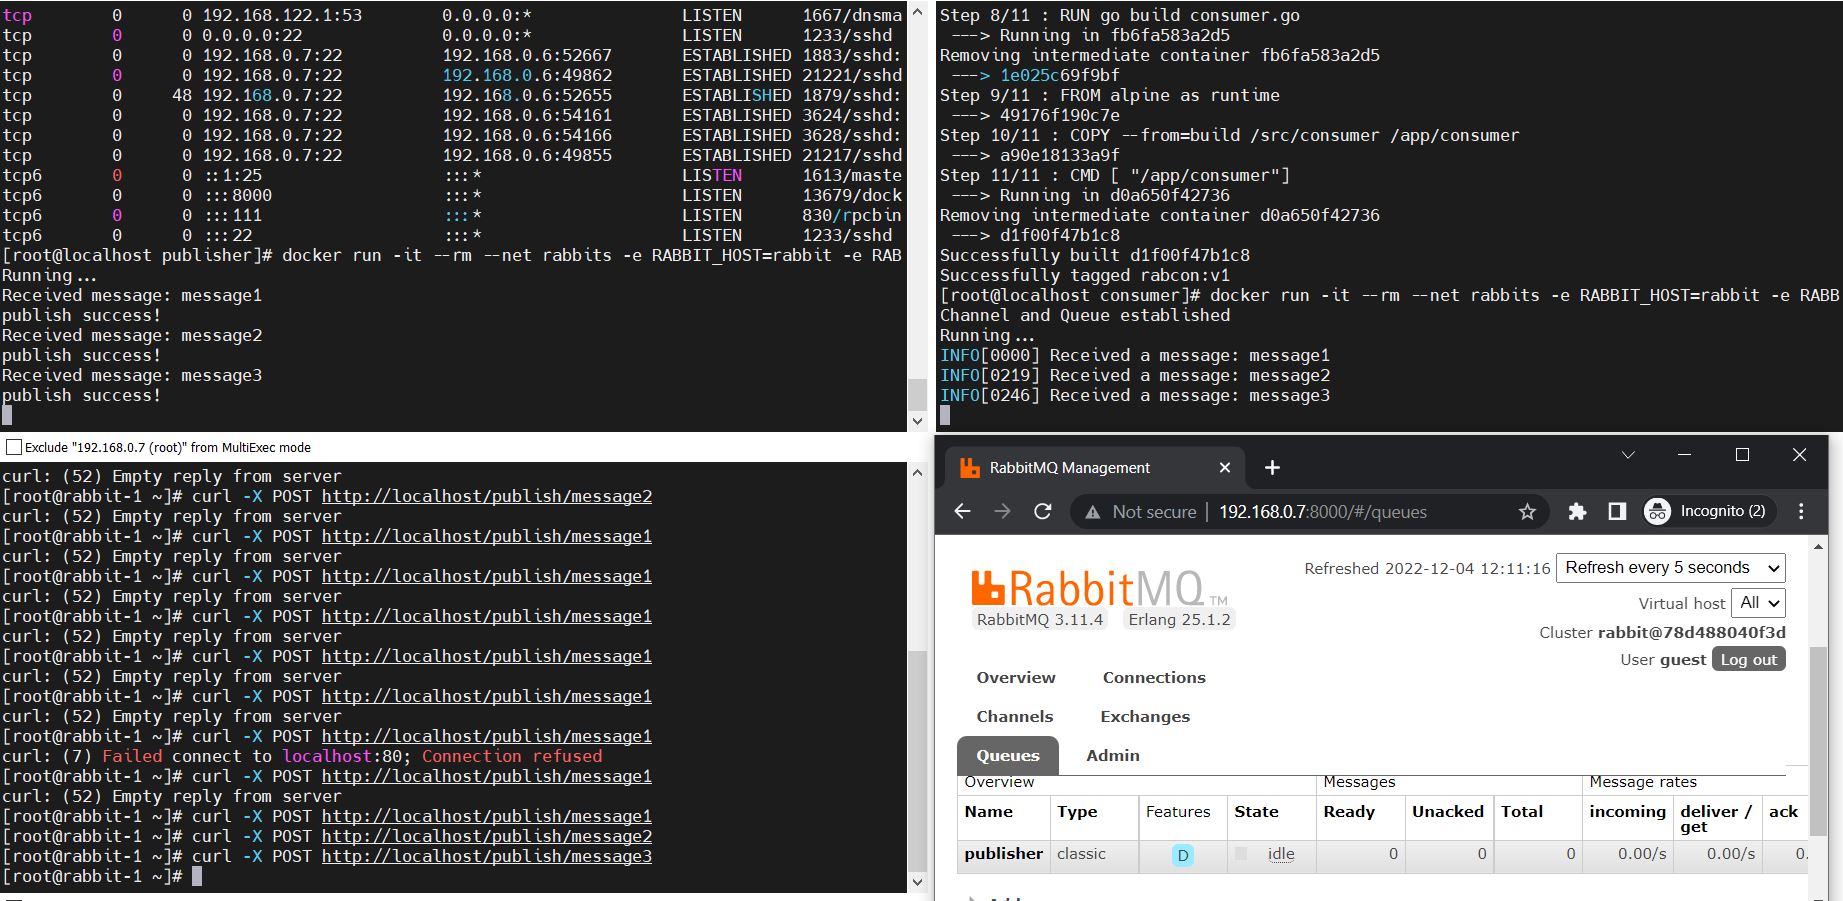 tcp 0 0 192.168.122.1:53 0.0.0.0:* LISTEN 1667/dnsma
tcp 0 0 0.0.0.0:22 0.0.0.0:* LISTEN 1233/sshd
tcp 0 0 192.168.0.7:22 192.168.0.6:52667 ESTABLISHED 1883/sshd:
tcp 0 0 192.168.0.7:22 192.168.0.6:49862 ESTABLISHED 21221/sshd
tcp 0 48 192.168.0.7:22 192.168.0.6:52655 ESTABLISHED 1879/sshd:
tcp 0 0 192.168.0.7:22 192.168.0.6:54161 ESTABLISHED 3624/sshd:
tcp 0 0 192.168.0.7:22 192.168.0.6:54166 ESTABLISHED 3628/sshd:
tcp 0 0 192.168.0.7:22 192.168.0.6:49855 ESTABLISHED 21217/sshd
tcp6 0 0 ::1:25 :::* LISTEN 1613/maste
tcp6 0 0 :::8000 :::* LISTEN 13679/dock
tcp6 0 0 :::111 :::* LISTEN 830/rpcbin
tcp6 0 0 :::22 :::* LISTEN 1233/sshd
[root@localhost publisher]# docker run -it --rm --net rabbits -e RABBIT_HOST=rabbit -e RAB
Running...
Received message: message1
publish success!
Received message: message2
publish success!
Received message: message3
publish success!
Step 8/11 : RUN go build consumer.go
---> Running in fb6fa583a2d5
Removing intermediate container fb6fa583a2d5
---> 1e025c69f9bf
Step 9/11 : FROM alpine as runtime
---> 49176f190c7e
Step 10/11 : COPY --from=build /src/consumer /app/consumer
---> a90e18133a9f
Step 11/11 : CMD [ "/app/consumer"]
---> Running in d0a650f42736
Removing intermediate container d0a650f42736
---> d1f00f47b1c8
Successfully built d1f00f47b1c8
Successfully tagged rabcon:v1
[root@localhost consumer]# docker run -it --rm --net rabbits -e RABBIT_HOST=rabbit -e RABB
Channel and Queue established
Running...
INFO[0000] Received a message: message1
INFO[0219] Received a message: message2
INFO[0246] Received a message: message3
Exclude "192.168.0.7 (root)" from MultiExec mode
curl: (52) Empty reply from server
[root@rabbit-1 ~]# curl -X POST http://localhost/publish/message2
curl: (52) Empty reply from server
[root@rabbit-1 ~]# curl -X POST http://localhost/publish/message1
curl: (52) Empty reply from server
[root@rabbit-1 ~]# curl -X POST http://localhost/publish/message1
curl: (52) Empty reply from server
[root@rabbit-1 ~]# curl -X POST http://localhost/publish/message1
curl: (52) Empty reply from server
[root@rabbit-1 ~]# curl -X POST http://localhost/publish/message1
curl: (52) Empty reply from server
[root@rabbit-1 ~]# curl -X POST http://localhost/publish/message1
curl: (52) Empty reply from server
[root@rabbit-1 ~]# curl -X POST http://localhost/publish/message1
curl: (7) Failed connect to localhost:80; Connection refused
[root@rabbit-1 ~]# curl -X POST http://localhost/publish/message1
curl: (52) Empty reply from server
[root@rabbit-1 ~]# curl -X POST http://localhost/publish/message1
[root@rabbit-1 ~]# curl -X POST http://localhost/publish/message2
[root@rabbit-1 ~]# curl -X POST http://localhost/publish/message3
[root@rabbit-1 ~]#
RabbitMQ Management
Not secure 192.168.0.7:8000/#/queues Incognito (2)
Refreshed 2022-12-04 12:11:16 Refresh every 5 seconds
RabbitMQ TM
RabbitMQ 3.11.4 Erlang 25.1.2
Virtual host All
Cluster rabbit@78d488040f3d
User guest Log out
Overview Connections
Channels Exchanges
Queues Admin
Overview Messages Message rates
Name Type Features State Ready Unacked Total incoming deliver / get ack
publisher classic D idle 0 0 0 0.00/s 0.00/s 0.